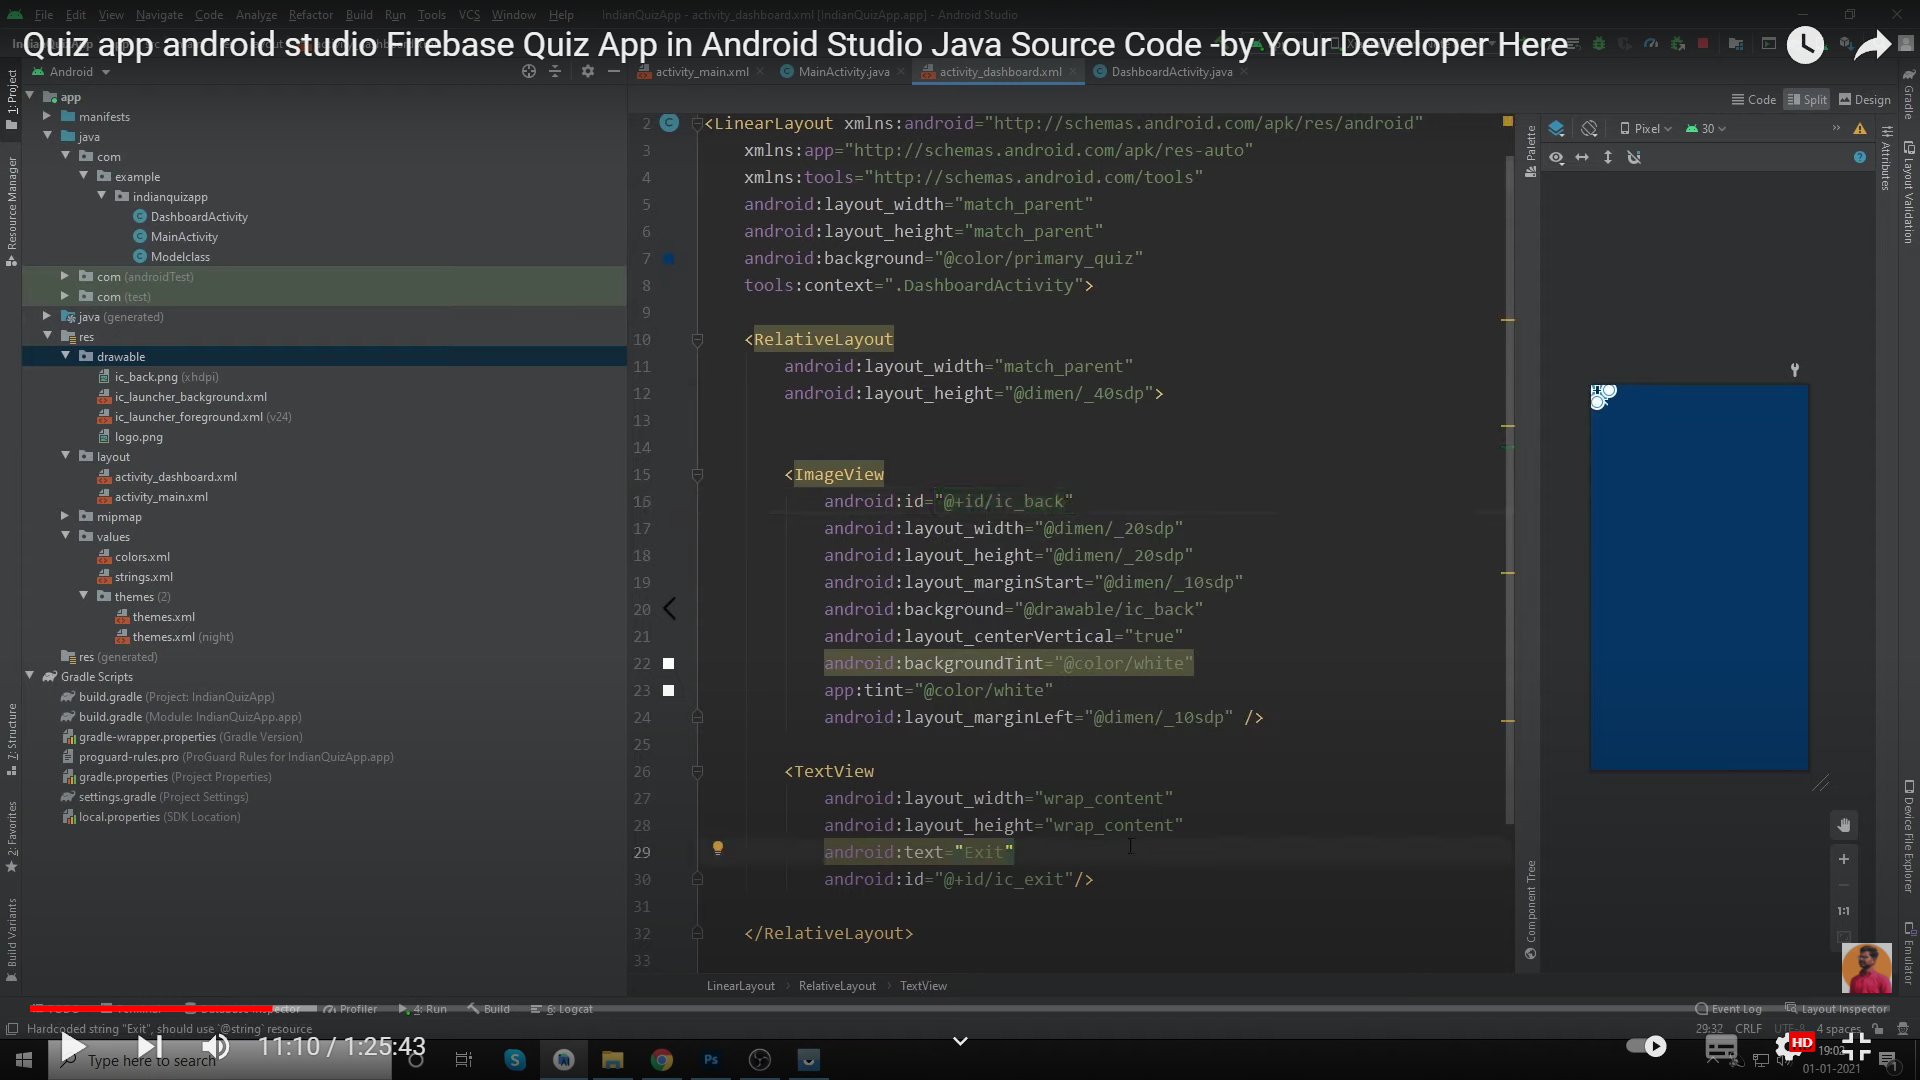 File Edit View Navigate Code Analyze Refactor Build Run Tools VCS Window Help IndianQuizApp - activity_dashboard.xml [IndianQuizApp.app] - Android Studio
Quiz app android studio Firebase Quiz App in Android Studio Java Source Code -by Your Developer Here
Android
activity_main.xml MainActivity.java activity_dashboard.xml DashboardActivity.java
Code Split Design
Pixel 30
1: Project
Resource Manager
7: Structure
2: Favorites
Build Variants
app
manifests
java
com
example
indianquizapp
DashboardActivity
MainActivity
Modelclass
com (androidTest)
com (test)
java (generated)
res
drawable
ic_back.png (xhdpi)
ic_launcher_background.xml
ic_launcher_foreground.xml (v24)
logo.png
layout
activity_dashboard.xml
activity_main.xml
mipmap
values
colors.xml
strings.xml
themes (2)
themes.xml
themes.xml (night)
res (generated)
Gradle Scripts
build.gradle (Project: IndianQuizApp)
build.gradle (Module: IndianQuizApp.app)
gradle-wrapper.properties (Gradle Version)
proguard-rules.pro (ProGuard Rules for IndianQuizApp.app)
gradle.properties (Project Properties)
settings.gradle (Project Settings)
local.properties (SDK Location)
2 <LinearLayout xmlns:android="http://schemas.android.com/apk/res/android"
3 xmlns:app="http://schemas.android.com/apk/res-auto"
4 xmlns:tools="http://schemas.android.com/tools"
5 android:layout_width="match_parent"
6 android:layout_height="match_parent"
7 android:background="@color/primary_quiz"
8 tools:context=".DashboardActivity">
9
10 <RelativeLayout
11 android:layout_width="match_parent"
12 android:layout_height="@dimen/_40sdp">
13
14
15 <ImageView
16 android:id="@+id/ic_back"
17 android:layout_width="@dimen/_20sdp"
18 android:layout_height="@dimen/_20sdp"
19 android:layout_marginStart="@dimen/_10sdp"
20 android:background="@drawable/ic_back"
21 android:layout_centerVertical="true"
22 android:backgroundTint="@color/white"
23 app:tint="@color/white"
24 android:layout_marginLeft="@dimen/_10sdp" />
25
26 <TextView
27 android:layout_width="wrap_content"
28 android:layout_height="wrap_content"
29 android:text="Exit"
30 android:id="@+id/ic_exit"/>
31
32 </RelativeLayout>
33
LinearLayout RelativeLayout TextView
Palette
Component Tree
1:1
Gradle
Attributes
Layout Validation
Device File Explorer
Emulator
Profiler 4: Run Build 6: Logcat Event Log Layout Inspector
Hardcoded string "Exit", should use `@string` resource
29:32 CRLF UTF-8 4 spaces
11:10 / 1:25:43
Type here to search
HD
19:02
01-01-2021